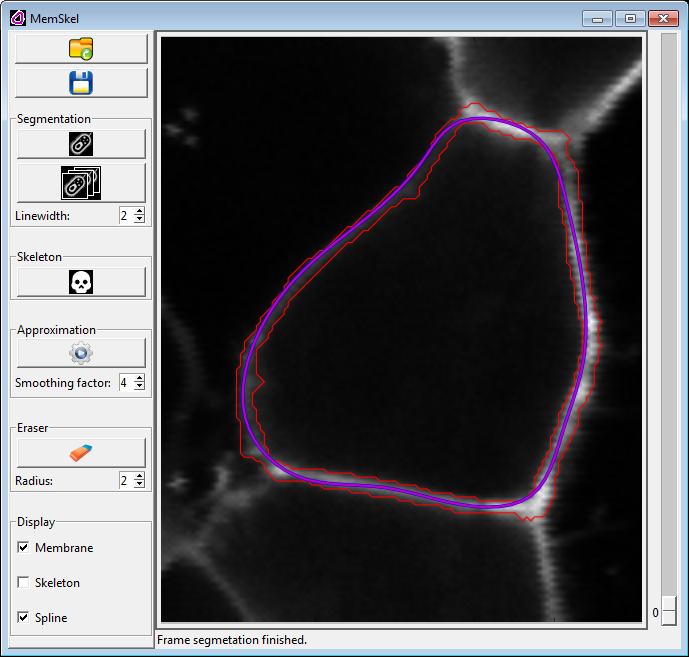 MemSkel
Segmentation
Linewidth: 2
Skeleton
Approximation
Smoothing factor: 4
Eraser
Radius: 2
Display
Membrane
Skeleton
Spline
0
Frame segmetation finished.